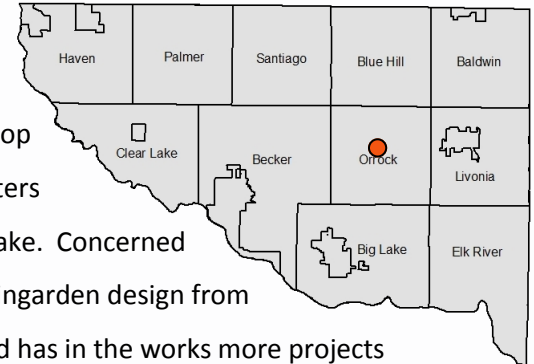 Haven Palmer Santiago Blue Hill Baldwin
op
Clear Lake Becker Orrock Livonia
ters
ake. Concerned
Big Lake Elk River
ingarden design from
d has in the works more projects